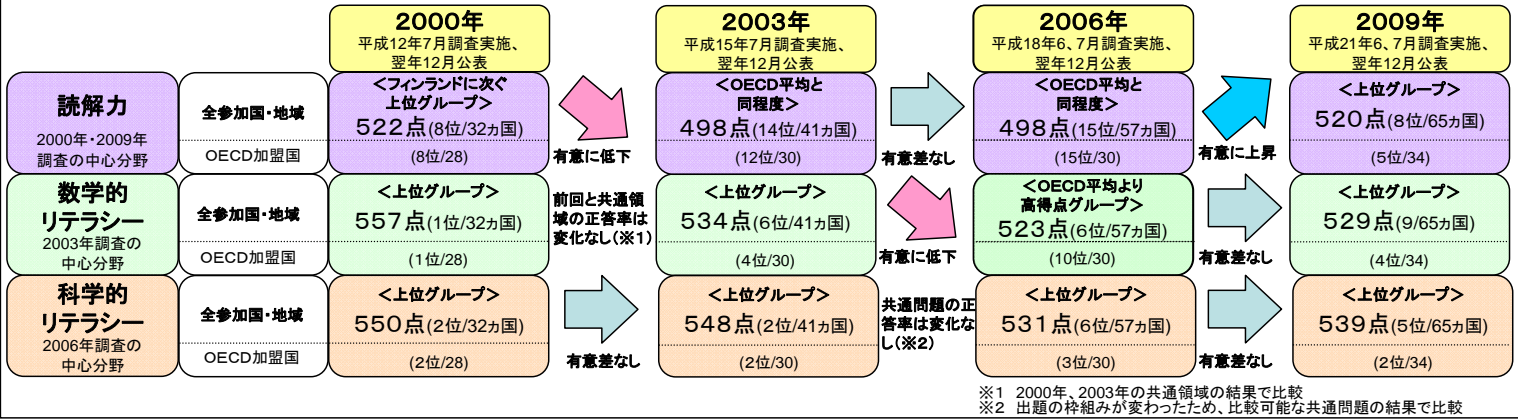 2000年
平成12年7月調査実施、
翌年12月公表
2003年
平成15年7月調査実施、
翌年12月公表
2006年
平成18年6、7月調査実施、
翌年12月公表
2009年
平成21年6、7月調査実施、
翌年12月公表
読解力
2000年・2009年
調査の中心分野
全参加国・地域
OECD加盟国
<フィンランドに次ぐ
上位グループ>
522点(8位/32ヵ国)
(8位/28)
有意に低下
<OECD平均と
同程度>
498点(14位/41ヵ国)
(12位/30)
有意差なし
<OECD平均と
同程度>
498点(15位/57ヵ国)
(15位/30)
有意に上昇
<上位グループ>
520点(8位/65ヵ国)
(5位/34)
数学的
リテラシー
2003年調査の
中心分野
全参加国・地域
OECD加盟国
<上位グループ>
557点(1位/32ヵ国)
(1位/28)
前回と共通領
域の正答率は
変化なし(※1)
<上位グループ>
534点(6位/41ヵ国)
(4位/30)
有意に低下
<OECD平均より
高得点グループ>
523点(6位/57ヵ国)
(10位/30)
有意差なし
<上位グループ>
529点(9/65ヵ国)
(4位/34)
科学的
リテラシー
2006年調査の
中心分野
全参加国・地域
OECD加盟国
<上位グループ>
550点(2位/32ヵ国)
(2位/28)
有意差なし
<上位グループ>
548点(2位/41ヵ国)
(2位/30)
共通問題の正
答率は変化な
し(※2)
<上位グループ>
531点(6位/57ヵ国)
(3位/30)
有意差なし
<上位グループ>
539点(5位/65ヵ国)
(2位/34)
※1 2000年、2003年の共通領域の結果で比較
※2 出題の枠組みが変わったため、比較可能な共通問題の結果で比較